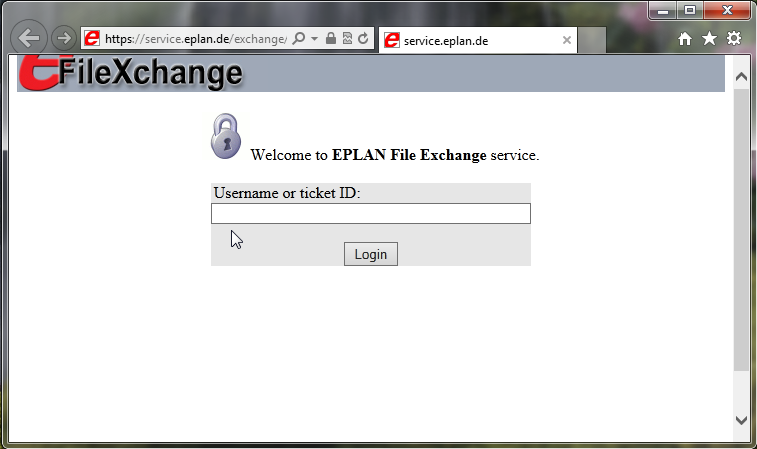 https://service.eplan.de/exchange/
service.eplan.de
eFileXchange
Welcome to EPLAN File Exchange service.
Username or ticket ID:
Login